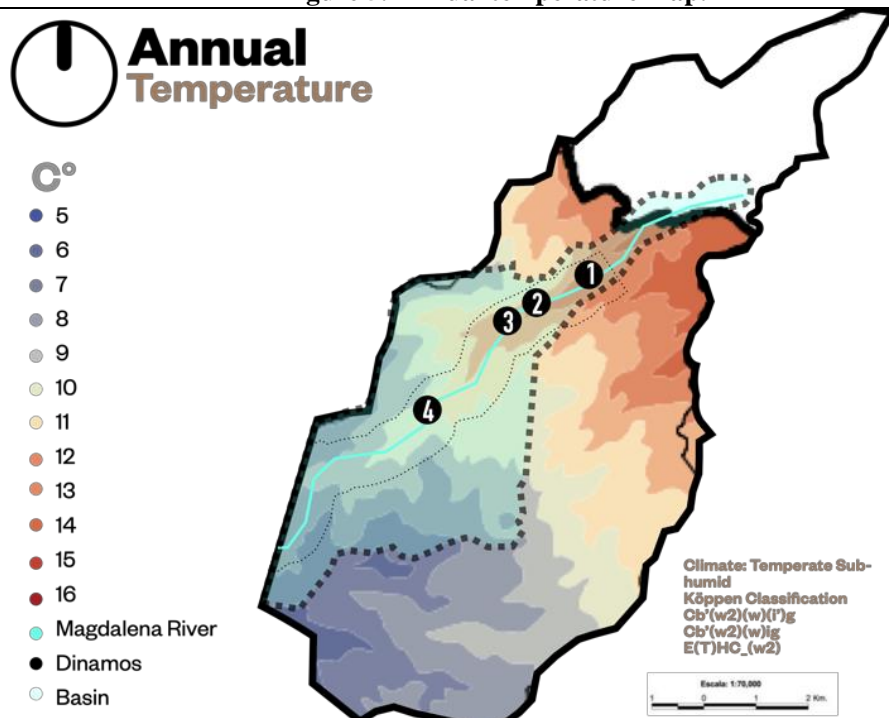 Annual
Temperature
C°
5
6
7
8
9
10
11
12
13
14
15
16
Magdalena River
Dinamos
Basin
1
2
3
4
Climate: Temperate Sub-
humid
Köppen Classification
Cb'(w2)(w)(i')g
Cb'(w2)(w)ig
E(T)HC_(w2)
Escala: 1:70,000
1 0 1 2 Km.